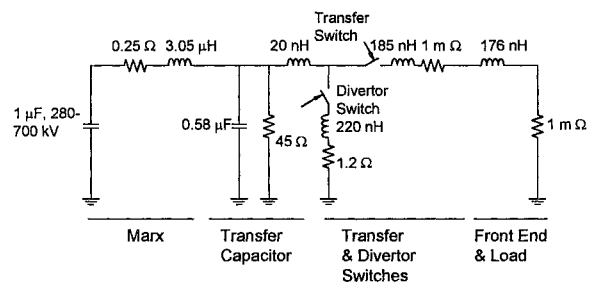 Transfer
Switch
0.25 Ω
3.05 μH
20 nH
185 nH
1 m Ω
176 nH
Divertor
Switch
220 nH
1 μF, 280-
700 kV
0.58 μF
45 Ω
1.2 Ω
1 m Ω
Marx
Transfer
Capacitor
Transfer
& Divertor
Switches
Front End
& Load